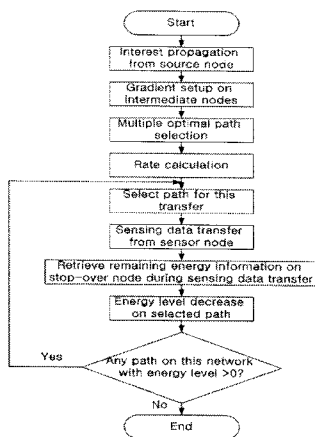 Start
Interest propagation
from source node
Gradient setup on
intermediate nodes
Multiple optimal path
selection
Rate calculation
Select path for this
transfer
Sensing data transfer
from sensor node
Retrieve remaining energy information on
stop-over node during sensing data transfer
Energy level decrease
on selected path
Yes
Any path on this network
with energy level >0?
No
End